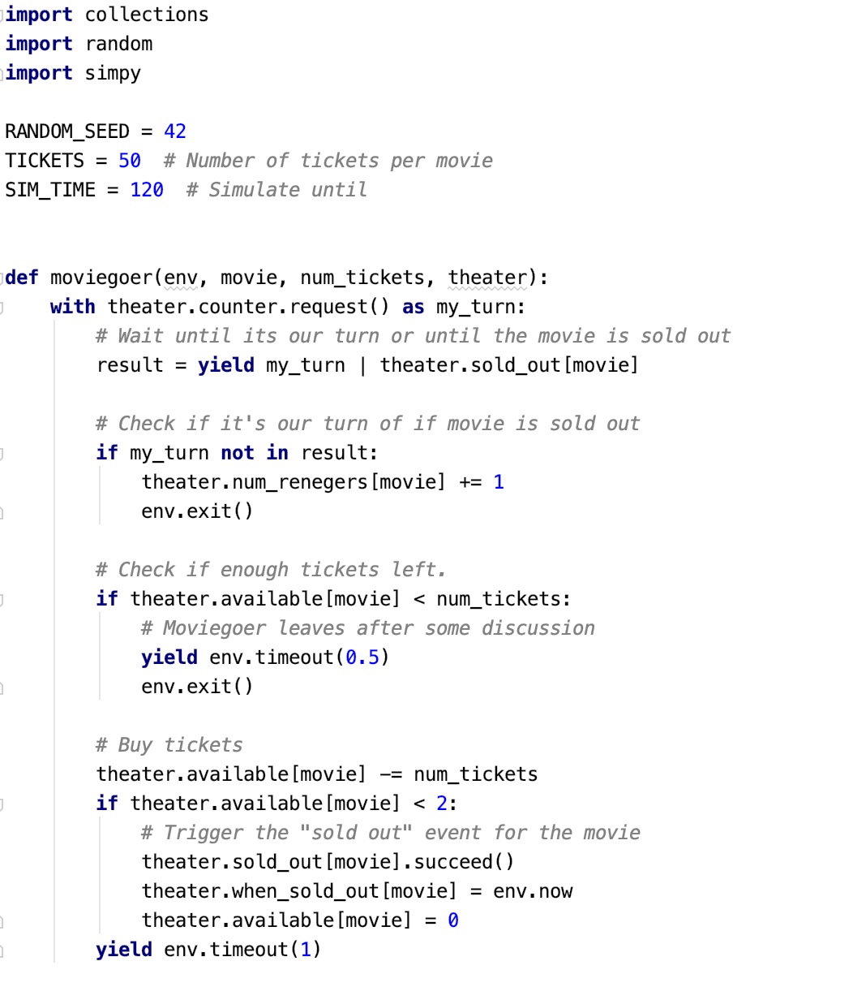 import collections
import random
import simpy

RANDOM_SEED = 42
TICKETS = 50  # Number of tickets per movie
SIM_TIME = 120  # Simulate until


def moviegoer(env, movie, num_tickets, theater):
    with theater.counter.request() as my_turn:
        # Wait until its our turn or until the movie is sold out
        result = yield my_turn | theater.sold_out[movie]

        # Check if it's our turn of if movie is sold out
        if my_turn not in result:
            theater.num_renegers[movie] += 1
            env.exit()

        # Check if enough tickets left.
        if theater.available[movie] < num_tickets:
            # Moviegoer leaves after some discussion
            yield env.timeout(0.5)
            env.exit()

        # Buy tickets
        theater.available[movie] -= num_tickets
        if theater.available[movie] < 2:
            # Trigger the "sold out" event for the movie
            theater.sold_out[movie].succeed()
            theater.when_sold_out[movie] = env.now
            theater.available[movie] = 0
        yield env.timeout(1)